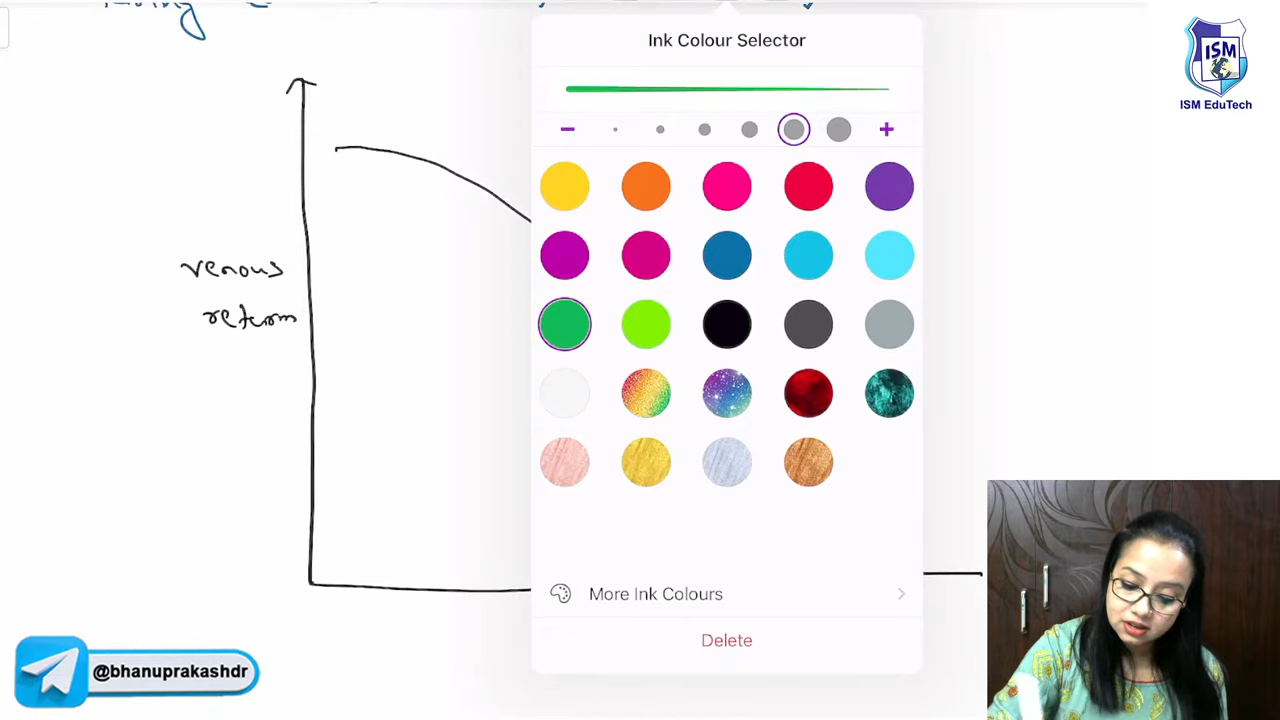 Ink Colour Selector
ISM
ISM EduTech
venous
return
More Ink Colours
Delete
@bhanuprakashdr